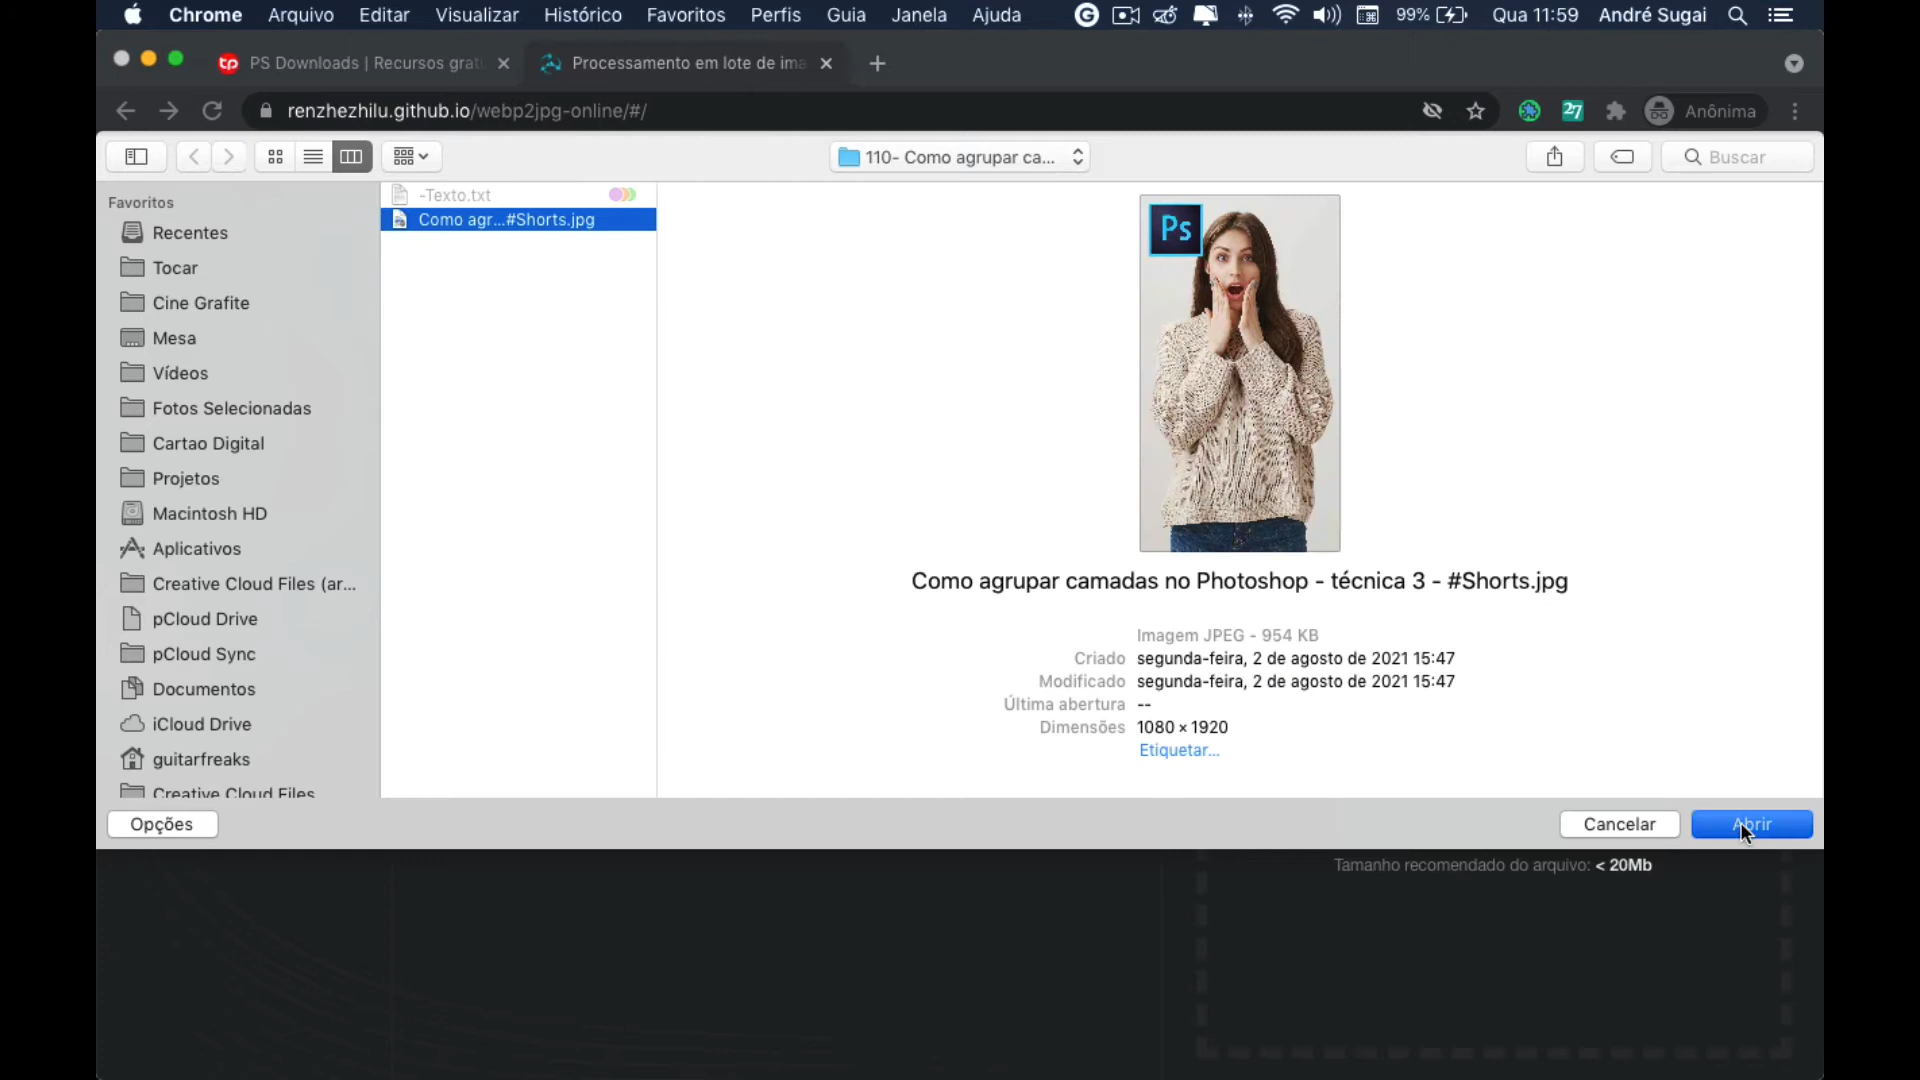 Chrome Arquivo Editar Visualizar Histórico Favoritos Perfis Guia Janela Ajuda 99% Qua 11:59 André Sugai
tp PS Downloads | Recursos grat Processamento em lote de ima
renzhezhilu.github.io/webp2jpg-online/#/ 27 Anônima
110- Como agrupar ca... Buscar
Favoritos
Recentes
Tocar
Cine Grafite
Mesa
Vídeos
Fotos Selecionadas
Cartao Digital
Projetos
Macintosh HD
Aplicativos
Creative Cloud Files (ar...
pCloud Drive
pCloud Sync
Documentos
iCloud Drive
guitarfreaks
Creative Cloud Files
-Texto.txt
Como agr...#Shorts.jpg
Ps
Como agrupar camadas no Photoshop - técnica 3 - #Shorts.jpg
Imagem JPEG - 954 KB
Criado segunda-feira, 2 de agosto de 2021 15:47
Modificado segunda-feira, 2 de agosto de 2021 15:47
Última abertura --
Dimensões 1080 × 1920
Etiquetar...
Opções Cancelar Abrir
Tamanho recomendado do arquivo: < 20Mb